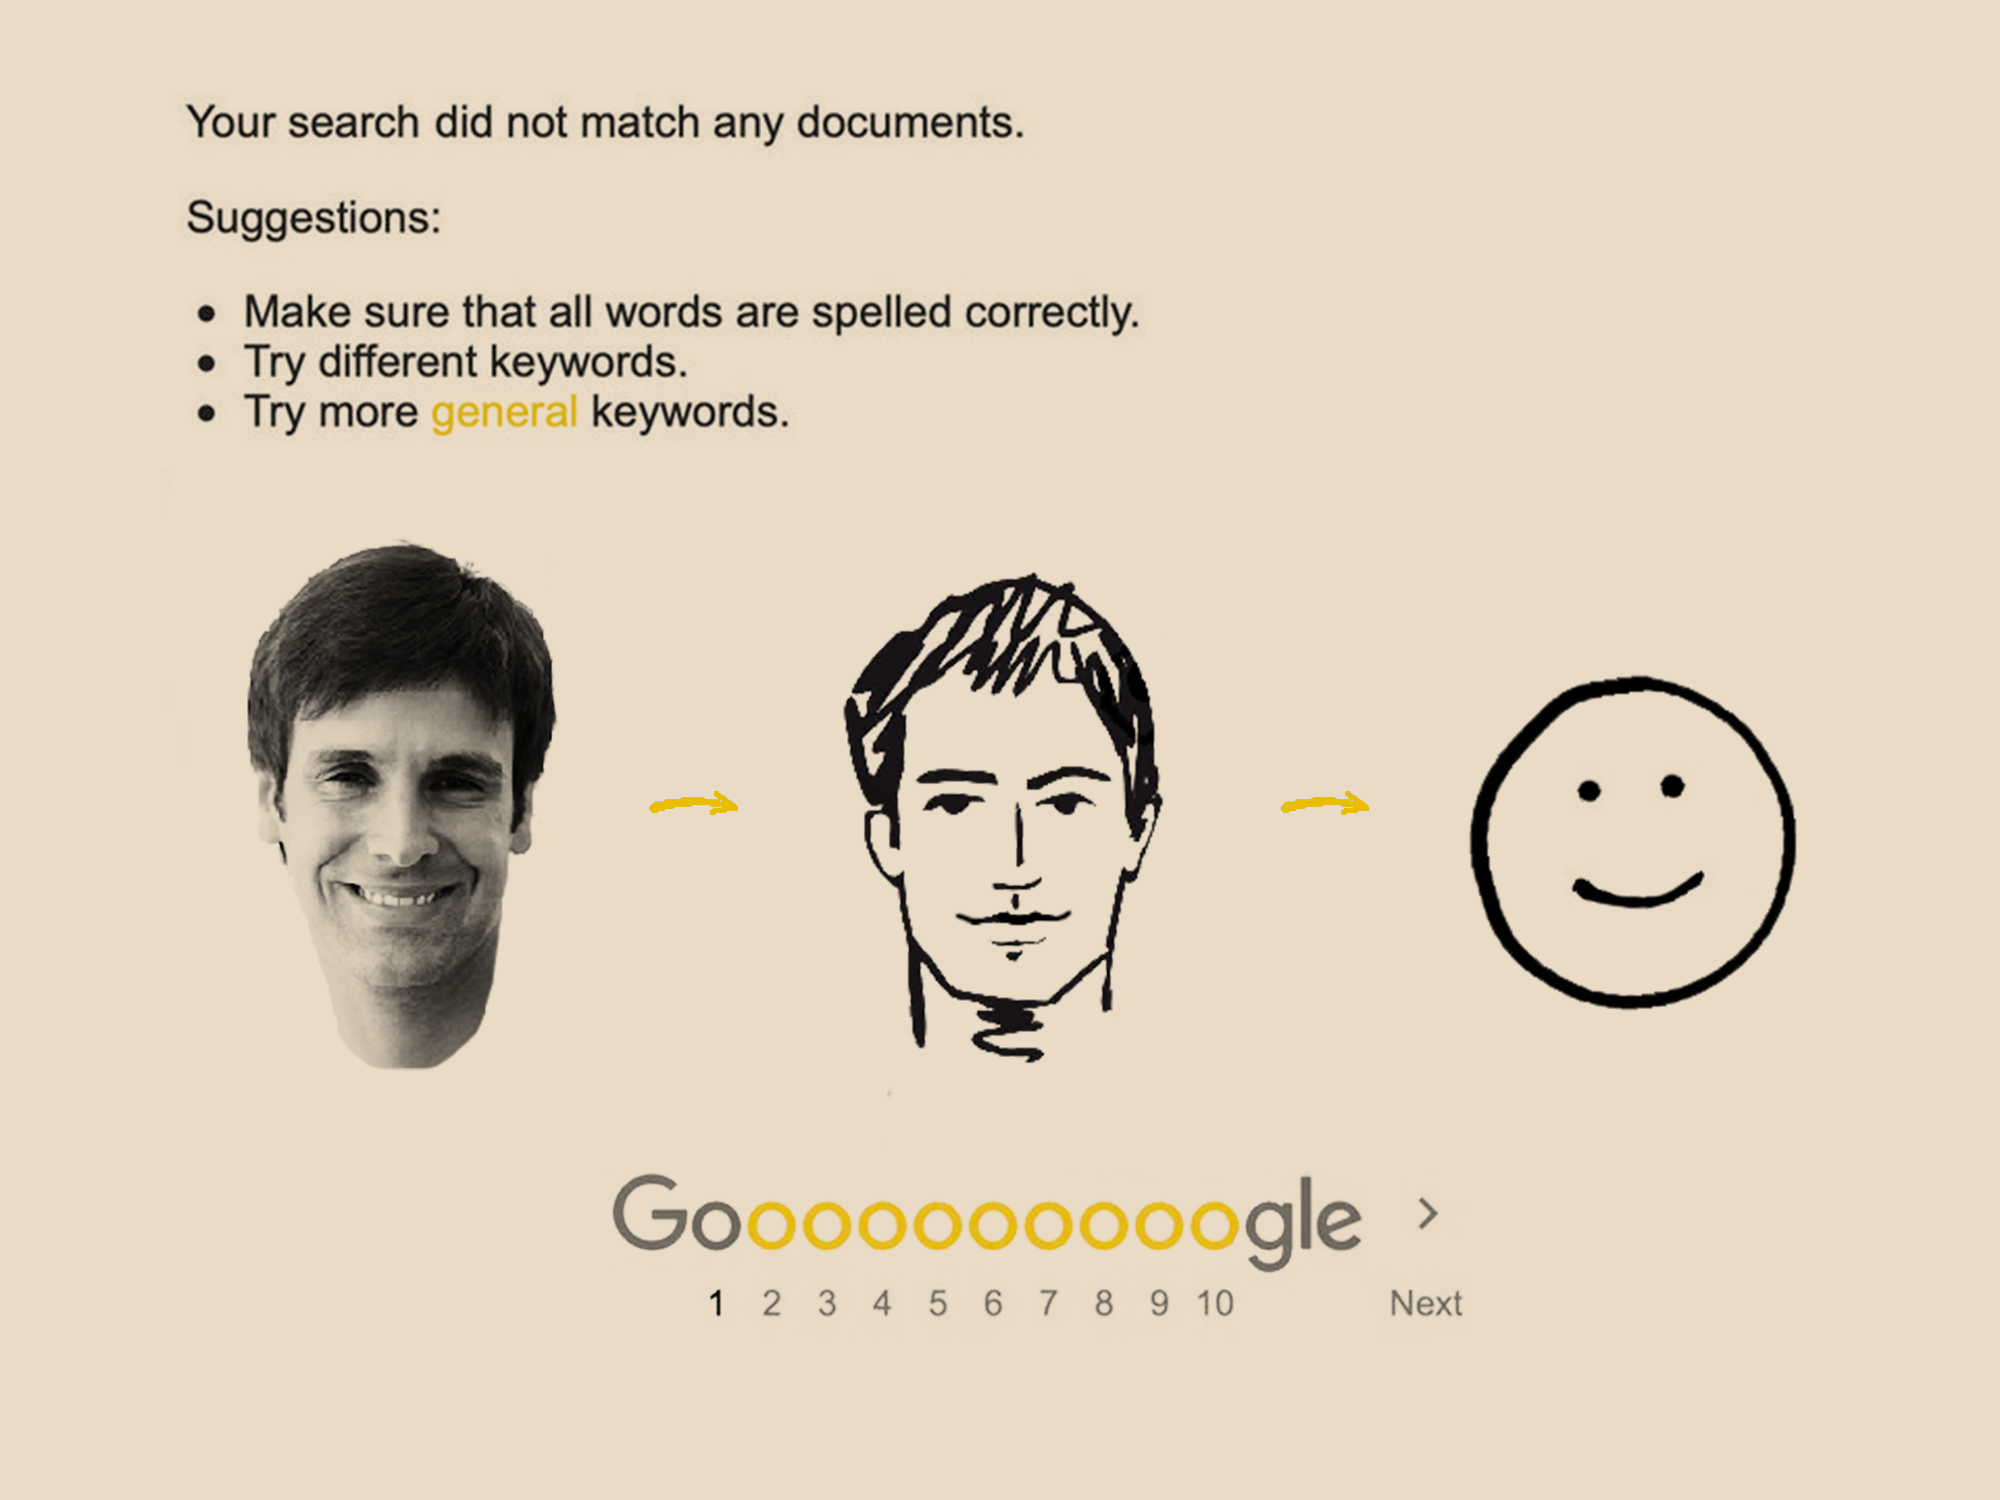 Your search did not match any documents.
Suggestions:
• Make sure that all words are spelled correctly.
• Try different keywords.
• Try more general keywords.
Goooooooooogle >
1 2 3 4 5 6 7 8 9 10 Next